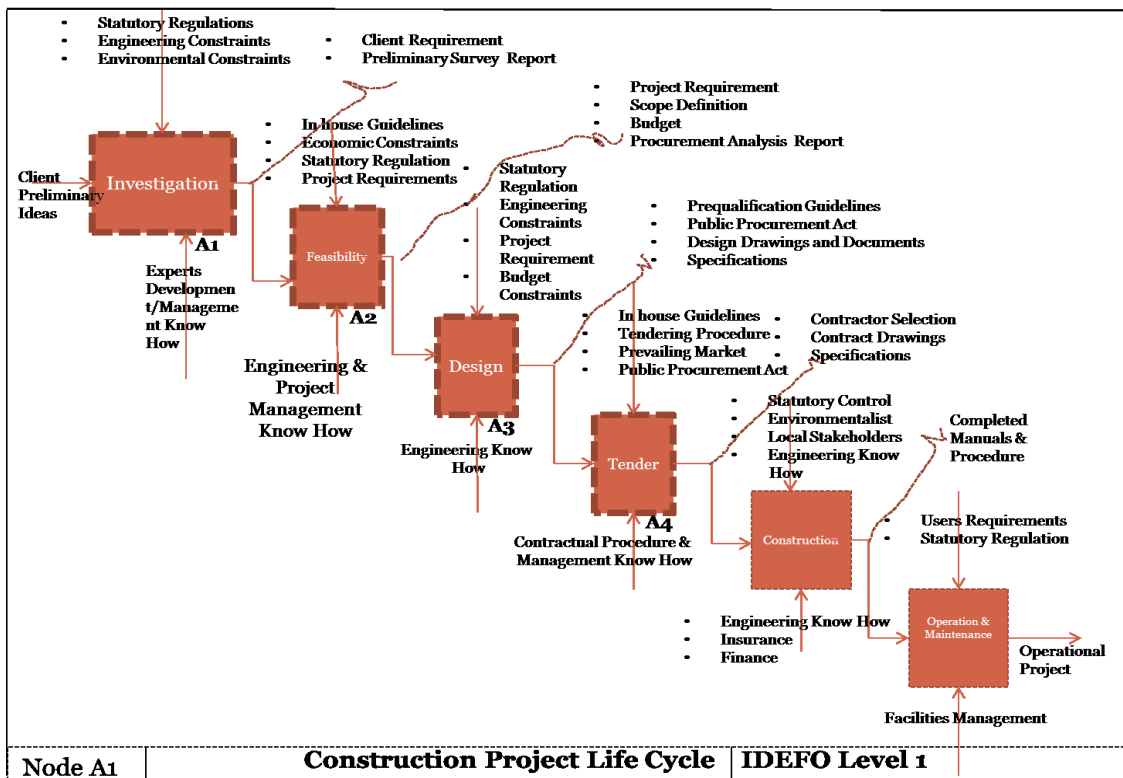 Statutory Regulations
Engineering Constraints
Environmental Constraints
Client Requirement
Preliminary Survey Report
Project Requirement
Scope Definition
Budget
Procurement Analysis Report
In house Guidelines
Economic Constraints
Statutory Regulation
Project Requirements
Client
Preliminary
Ideas
Investigation
A1
Statutory
Regulation
Engineering
Constraints
Project
Requirement
Budget
Constraints
Prequalification Guidelines
Public Procurement Act
Design Drawings and Documents
Specifications
Experts
Developmen
t/Manageme
nt Know
How
Feasibility
A2
In house Guidelines
Tendering Procedure
Prevailing Market
Public Procurement Act
Contractor Selection
Contract Drawings
Specifications
Engineering &
Project
Management
Know How
Design
A3
Statutory Control
Environmentalist
Local Stakeholders
Engineering Know
How
Completed
Manuals &
Procedure
Engineering Know
How
Tender
A4
Users Requirements
Statutory Regulation
Contractual Procedure &
Management Know How
Construction
Engineering Know How
Insurance
Finance
Operation &
Maintenance
Operational
Project
Facilities Management
Node A1
Construction Project Life Cycle
IDEFO Level 1